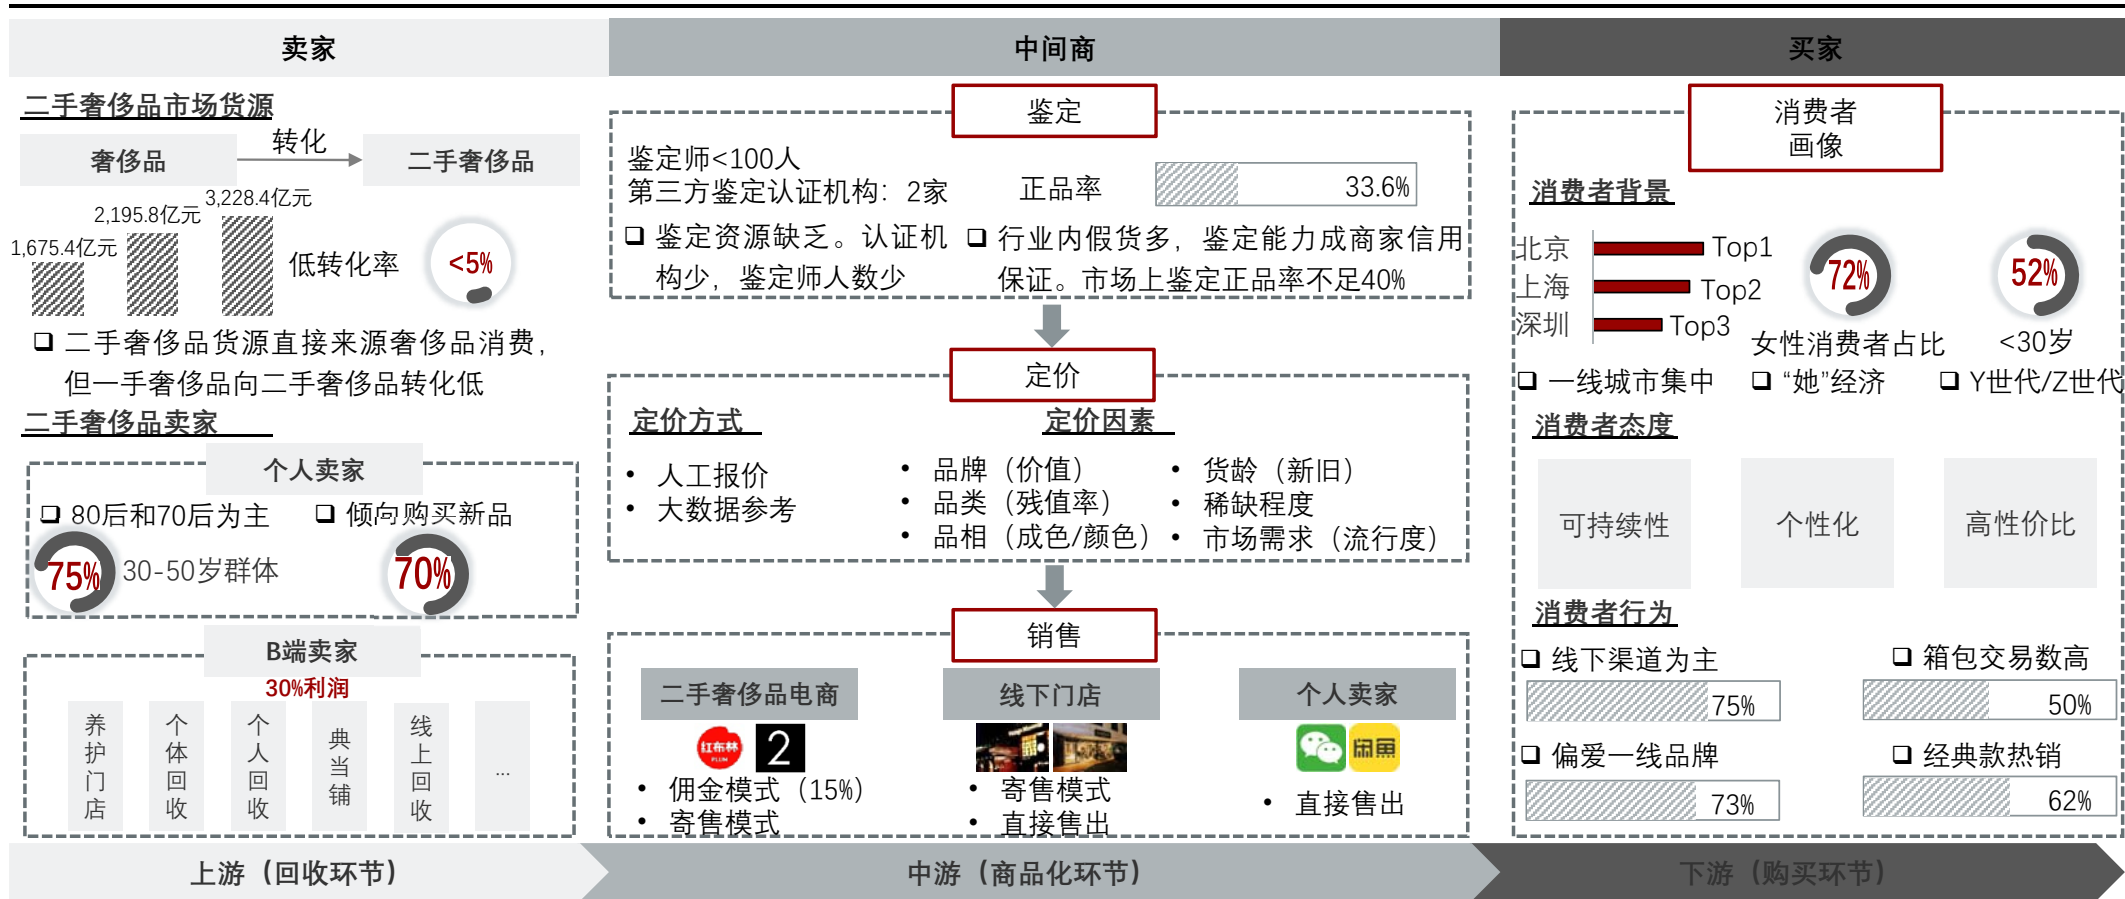 卖家
中间商
买家
二手奢侈品市场货源
奢侈品
转化
二手奢侈品
1,675.4亿元
2,195.8亿元
3,228.4亿元
低转化率
<5%
❑ 二手奢侈品货源直接来源奢侈品消费，
但一手奢侈品向二手奢侈品转化低
二手奢侈品卖家
个人卖家
❑ 80后和70后为主
❑ 倾向购买新品
75%
30-50岁群体
70%
B端卖家
30%利润
养护门店
个体回收
个人回收
典当铺
线上回收
...
鉴定
鉴定师<100人
第三方鉴定认证机构：2家
正品率
33.6%
❑ 鉴定资源缺乏。认证机
构少，鉴定师人数少
❑ 行业内假货多，鉴定能力成商家信用
保证。市场上鉴定正品率不足40%
定价
定价方式
• 人工报价
• 大数据参考
定价因素
• 品牌（价值）
• 品类（残值率）
• 品相（成色/颜色）
• 货龄（新旧）
• 稀缺程度
• 市场需求（流行度）
销售
二手奢侈品电商
红布林
PLUM
2
• 佣金模式（15%）
• 寄售模式
线下门店
• 寄售模式
• 直接售出
个人卖家
闲鱼
• 直接售出
消费者
画像
消费者背景
北京
Top1
上海
Top2
深圳
Top3
72%
女性消费者占比
52%
<30岁
❑ 一线城市集中
❑ “她”经济
❑ Y世代/Z世代
消费者态度
可持续性
个性化
高性价比
消费者行为
❑ 线下渠道为主
75%
❑ 箱包交易数高
50%
❑ 偏爱一线品牌
73%
❑ 经典款热销
62%
上游（回收环节）
中游（商品化环节）
下游（购买环节）